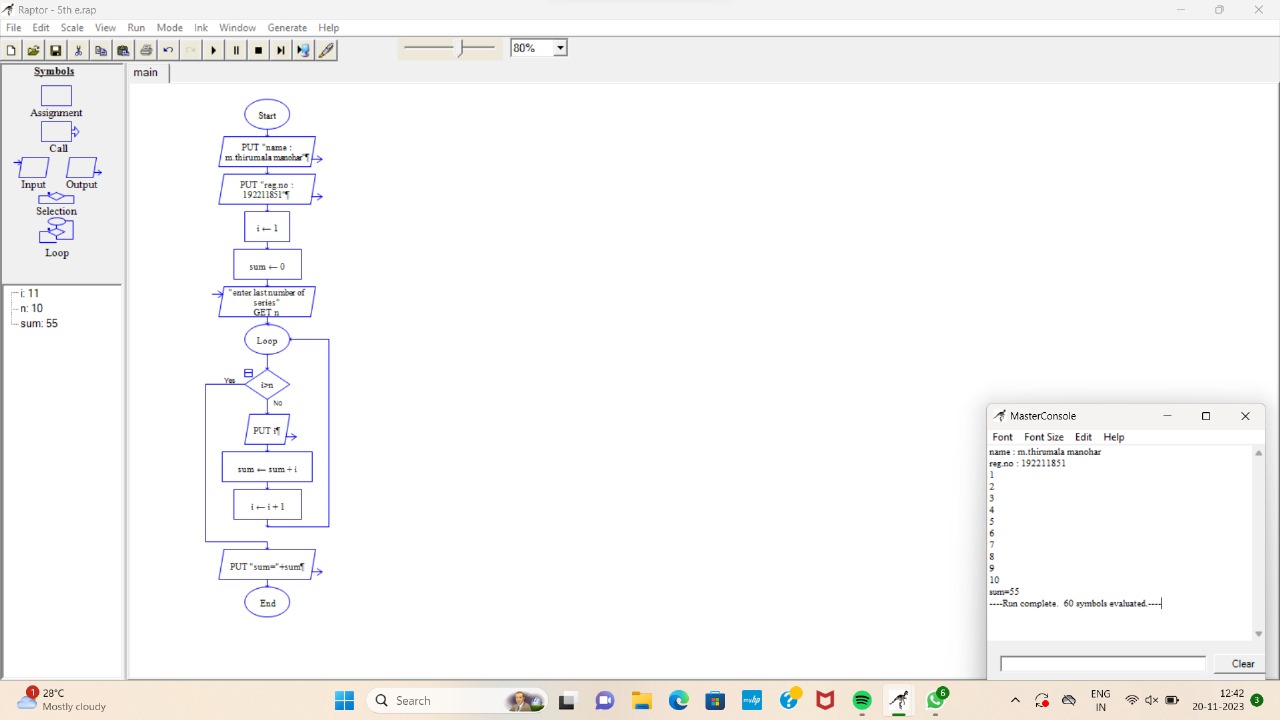 Raptor - 5th e.rap
File Edit Scale View Run Mode Ink Window Generate Help
80%
Symbols
Assignment
Call
Input Output
Selection
Loop
i: 11
n: 10
sum: 55
main
Start
PUT "name :
m.thirumala manohar"¶
PUT "reg.no :
192211851"¶
i ← 1
sum ← 0
"enter last number of
series"
GET n
Loop
Yes
i>n
No
PUT i¶
sum ← sum + i
i ← i + 1
PUT "sum="+sum¶
End
MasterConsole
Font Font Size Edit Help
name : m.thirumala manohar
reg.no : 192211851
1
2
3
4
5
6
7
8
9
10
sum=55
----Run complete.  60 symbols evaluated.----
Clear
1
28°C
Mostly cloudy
Search
myhp
6
ENG
IN
12:42
20-11-2023
3